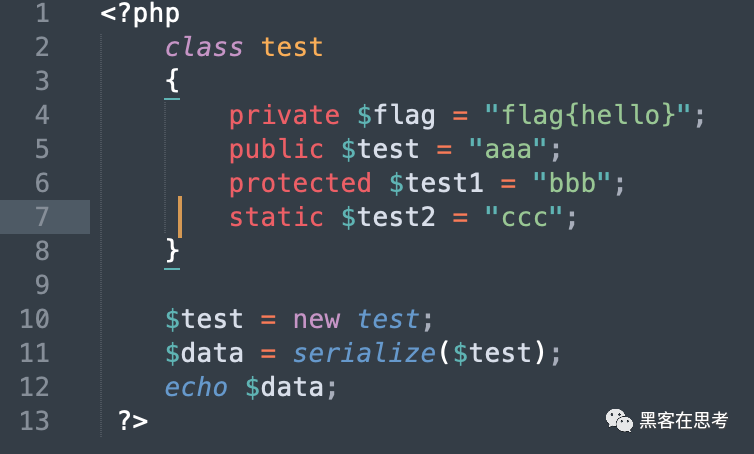 1 <?php
2 class test
3 {
4 private $flag = "flag{hello}";
5 public $test = "aaa";
6 protected $test1 = "bbb";
7 static $test2 = "ccc";
8 }
9
10 $test = new test;
11 $data = serialize($test);
12 echo $data;
13 ?>
黑客在思考